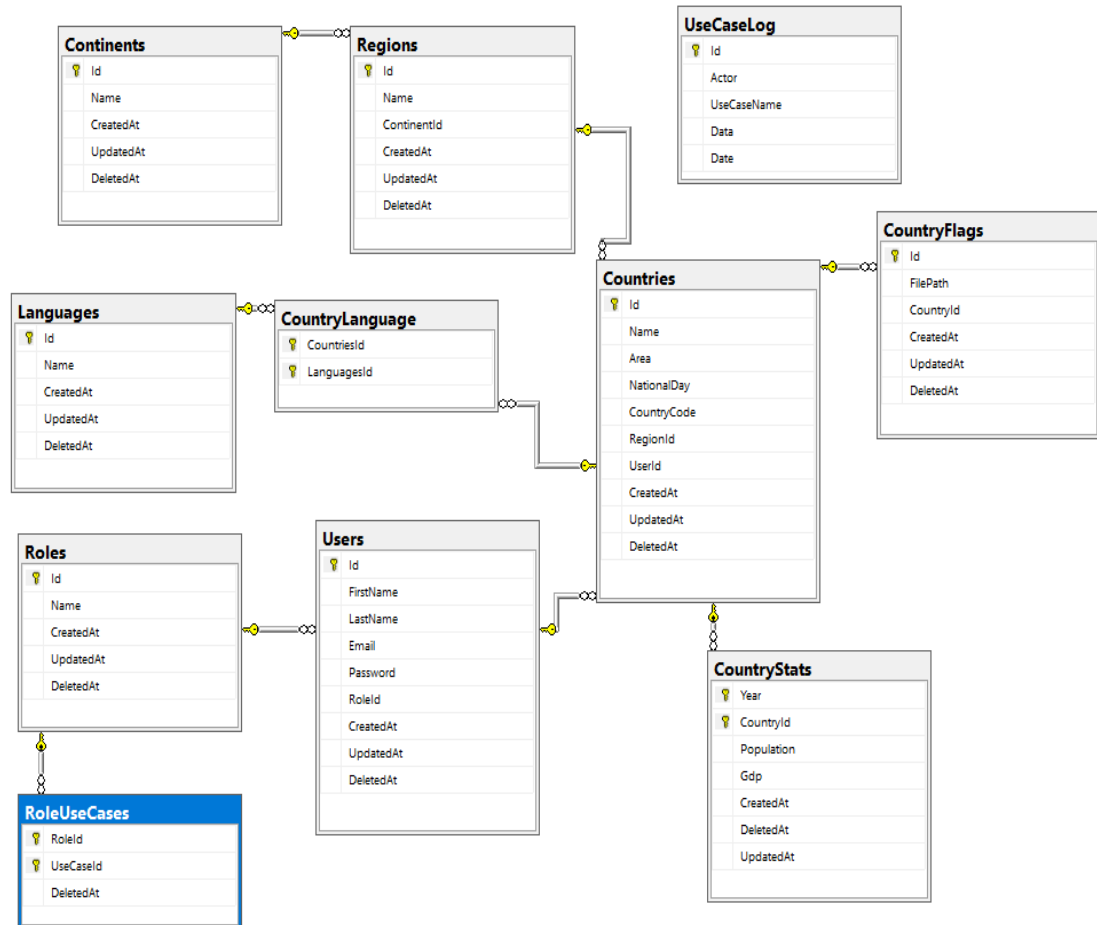 Continents
Id
Name
CreatedAt
UpdatedAt
DeletedAt
Regions
Id
Name
ContinentId
CreatedAt
UpdatedAt
DeletedAt
UseCaseLog
Id
Actor
UseCaseName
Data
Date
CountryFlags
Id
FilePath
CountryId
CreatedAt
UpdatedAt
DeletedAt
Countries
Id
Name
Area
NationalDay
CountryCode
RegionId
UserId
CreatedAt
UpdatedAt
DeletedAt
Languages
Id
Name
CreatedAt
UpdatedAt
DeletedAt
CountryLanguage
CountriesId
LanguagesId
Roles
Id
Name
CreatedAt
UpdatedAt
DeletedAt
Users
Id
FirstName
LastName
Email
Password
RoleId
CreatedAt
UpdatedAt
DeletedAt
CountryStats
Year
CountryId
Population
Gdp
CreatedAt
DeletedAt
UpdatedAt
RoleUseCases
RoleId
UseCaseId
DeletedAt